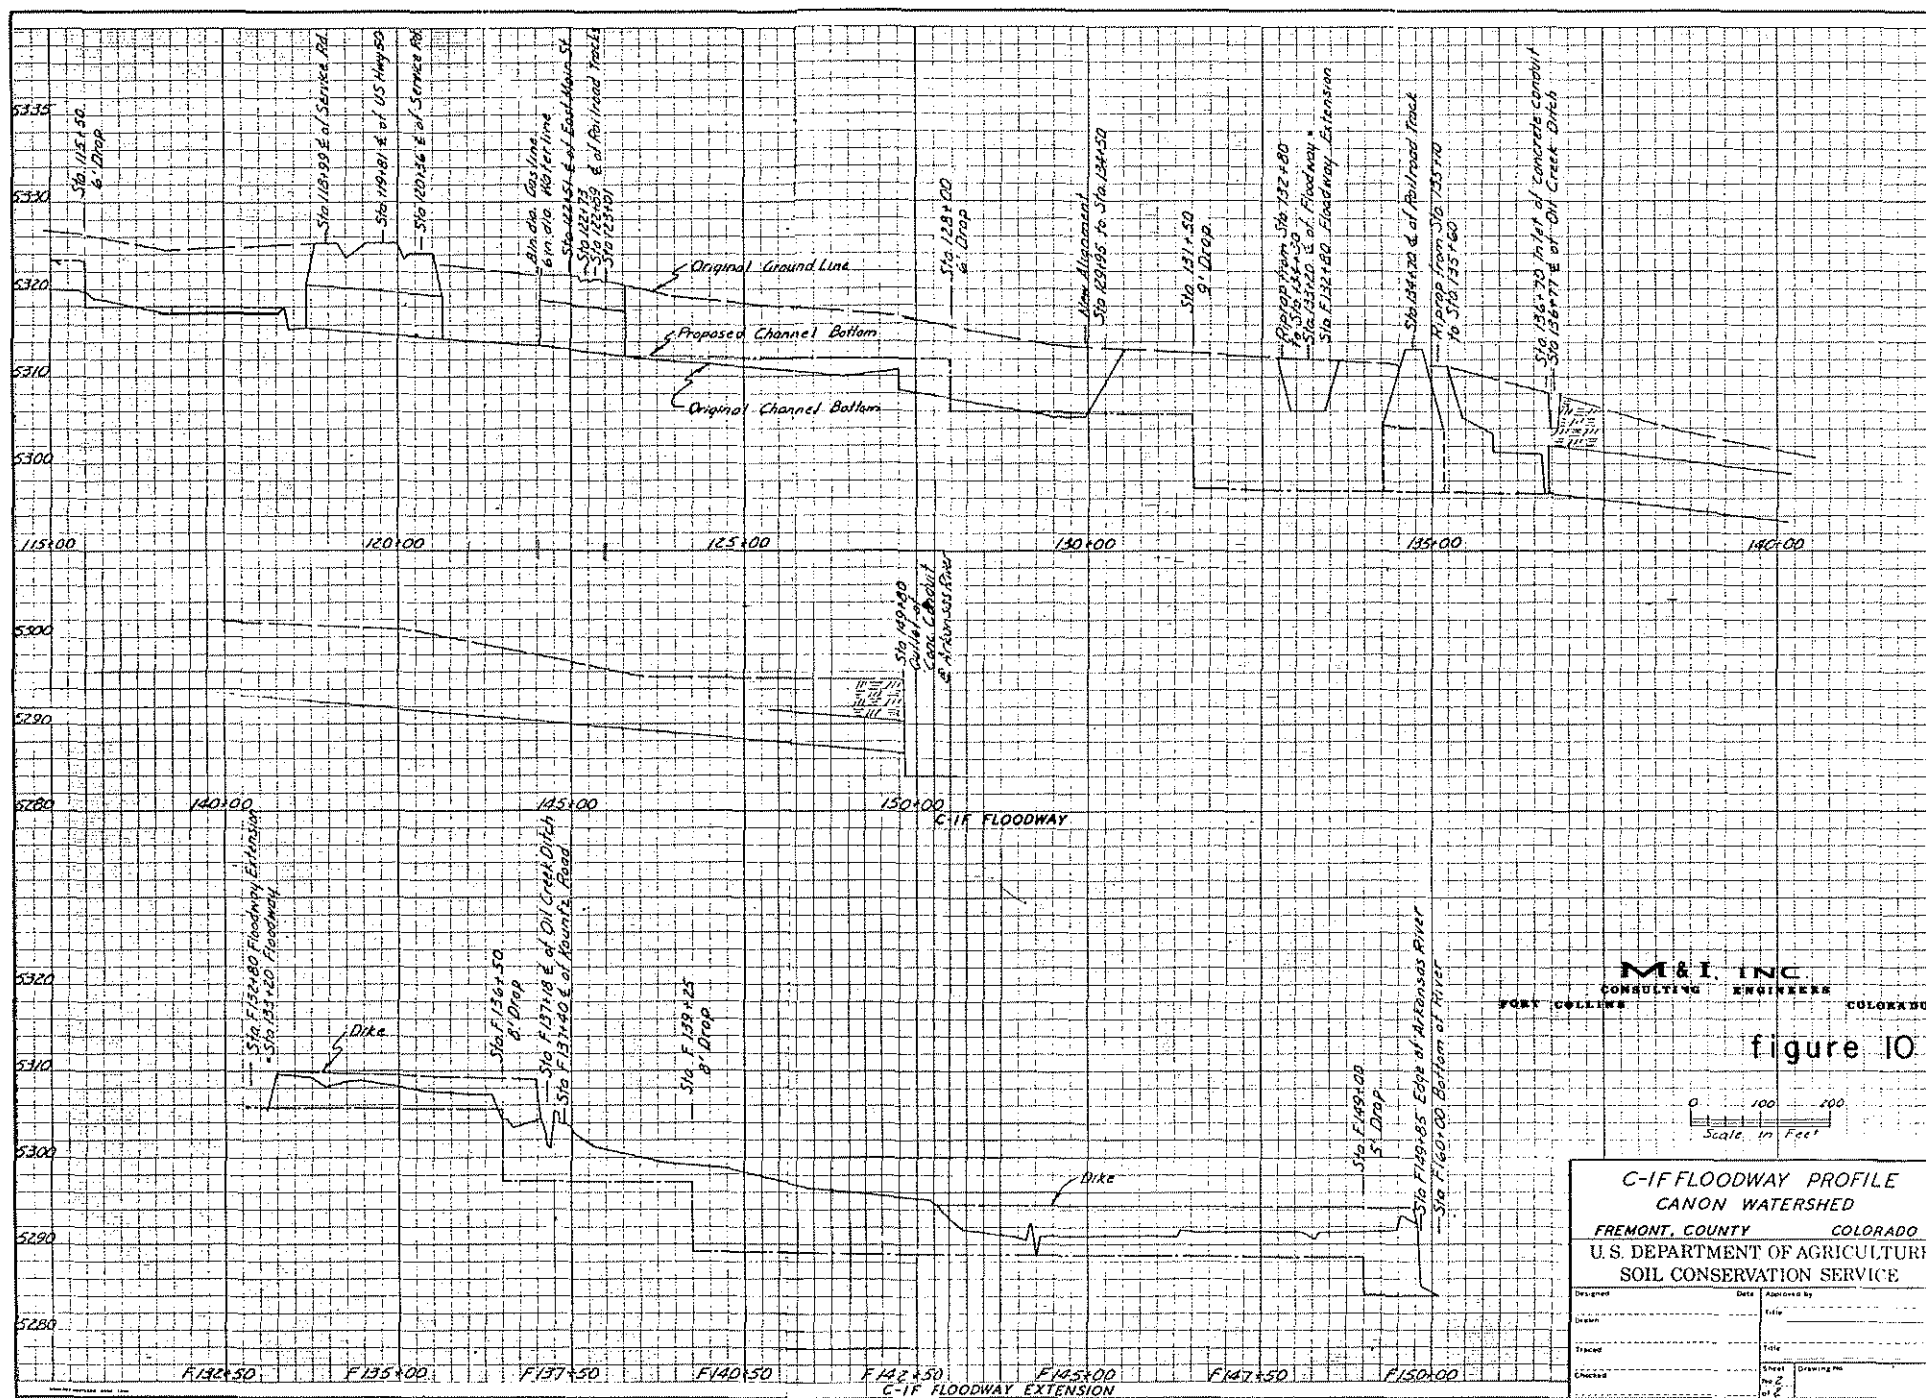 5335
5330
5320
5310
5300
Sta. 115+50
6' Drop
Sta 118+99 ℄ of Service Rd.
Sta 119+81 ℄ of US Hwy 50
Sta 120+36 ℄ of Service Rd
8in. dia. Gasline
6in. dia. Waterline
Sta 122+51 ℄ of East Main St
Sta 122+73
Sta 122+89 ℄ of Railroad Tracks
Sta 123+01
Sta 128+00
6' Drop
New Alignment
Sta 129+95 to Sta. 134+50
Sta 131+50
9' Drop
Riprap from Sta 132+80
to Sta 134+30
Sta 133+20 ℄ of Floodway =
Sta F132+80 Floodway Extension
Sta 134+70 ℄ of Railroad Track
Riprap from Sta 135+10
to Sta 135+60
Sta 136+70 Inlet of Concrete Conduit
Sta 136+77 ℄ of Oil Creek Ditch
Original Ground Line
Proposed Channel Bottom
Original Channel Bottom
115+00 120+00 125+00 130+00 135+00 140+00
5300
5290
5280
Sta 149+80
Outlet of
Conc. Conduit
@ Arkansas River
140+00 145+00 150+00
C-1F FLOODWAY
5320
5310
5300
5290
5280
Sta F132+80 Floodway Extension
= Sta 133+20 Floodway
Dike
Sta. F136+50
8' Drop
Sta F137+18 ℄ of Oil Creek Ditch
Sta F137+40 ℄ of Kountz Road
Sta F139+25
8' Drop
Dike
Sta F149+00
5' Drop
Sta F149+85 Edge of Arkansas River
Sta F160+00 Bottom of River
F132+50 F135+00 F137+50 F140+50 F142+50 F145+00 F147+50 F150+00
C-1F FLOODWAY EXTENSION
M & I. INC.
CONSULTING ENGINEERS
FORT COLLINS COLORADO
figure 10
0 100 200
Scale in Feet
C-1F FLOODWAY PROFILE
CANON WATERSHED
FREMONT, COUNTY COLORADO
U.S. DEPARTMENT OF AGRICULTURE
SOIL CONSERVATION SERVICE
Designed Date Approved by
Title
Drawn
Traced Title
Checked Sheet Drawing No.
No 2
of 2